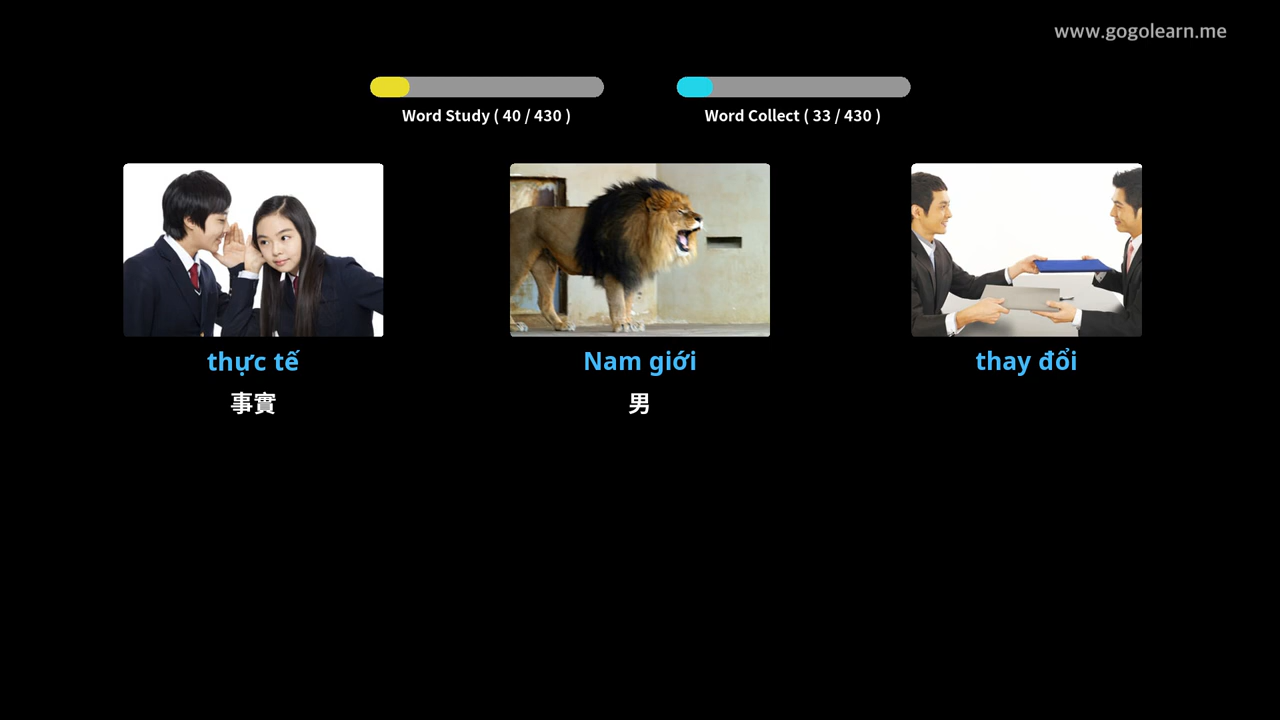 www.gogolearn.me
Word Study ( 40 / 430 )
Word Collect ( 33 / 430 )
thực tế
Nam giới
thay đổi
事實
男